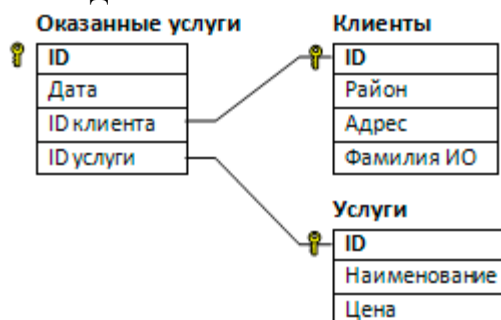 Оказанные услуги
ID
Дата
ID клиента
ID услуги
Клиенты
ID
Район
Адрес
Фамилия ИО
Услуги
ID
Наименование
Цена